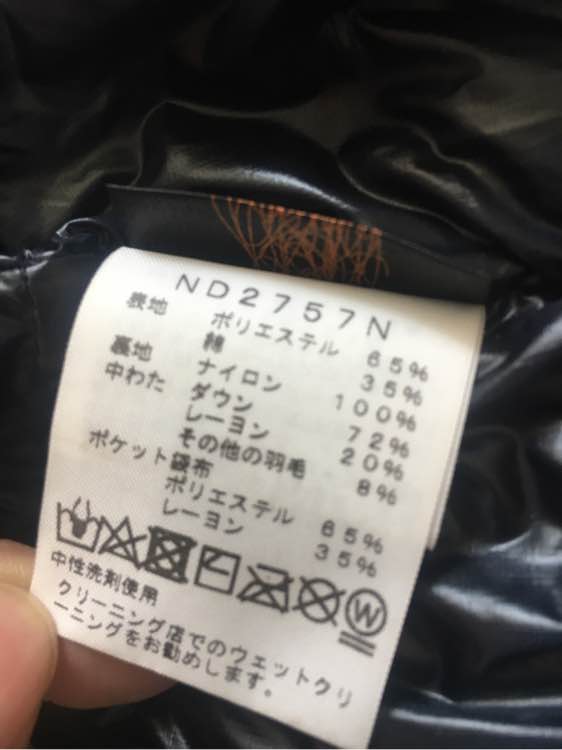 ND2757N
表地 ポリエステル 65%
綿 35%
裏地 ナイロン 100%
中わた ダウン 72%
レーヨン 20%
その他の羽毛 8%
ポケット袋布
ポリエステル 65%
レーヨン 35%
W
中性洗剤使用
クリーニング店でのウェットクリ
ーニングをお勧めします。